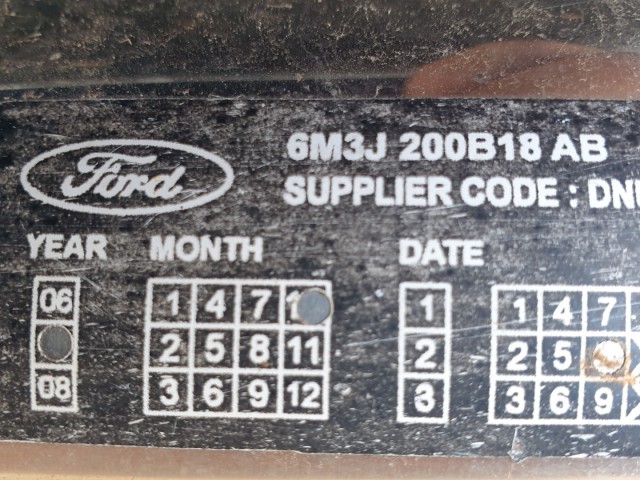 Ford
6M3J 200B18 AB
SUPPLIER CODE : DN
YEAR MONTH DATE
06 1 4 7 1 1 1 4 7
2 5 8 11 2 2 5
08 3 6 9 12 3 3 6 9